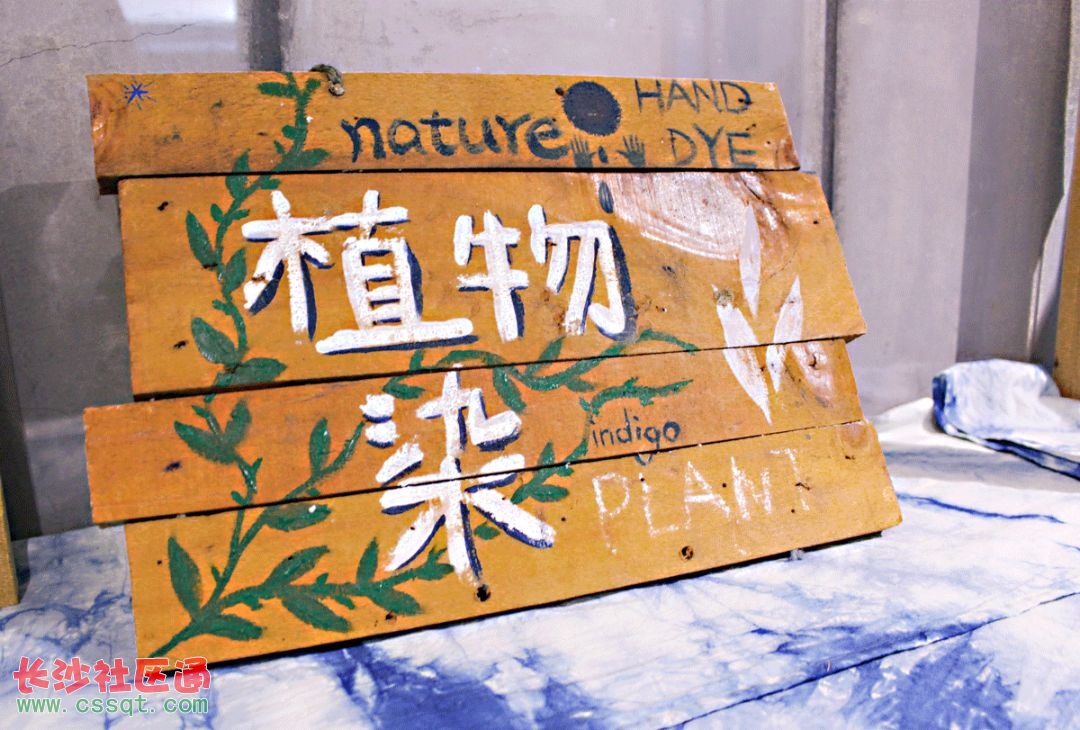 nature
HAND
DYE
植物
染
indigo
PLANT
长沙社区通
www.cssqt.com